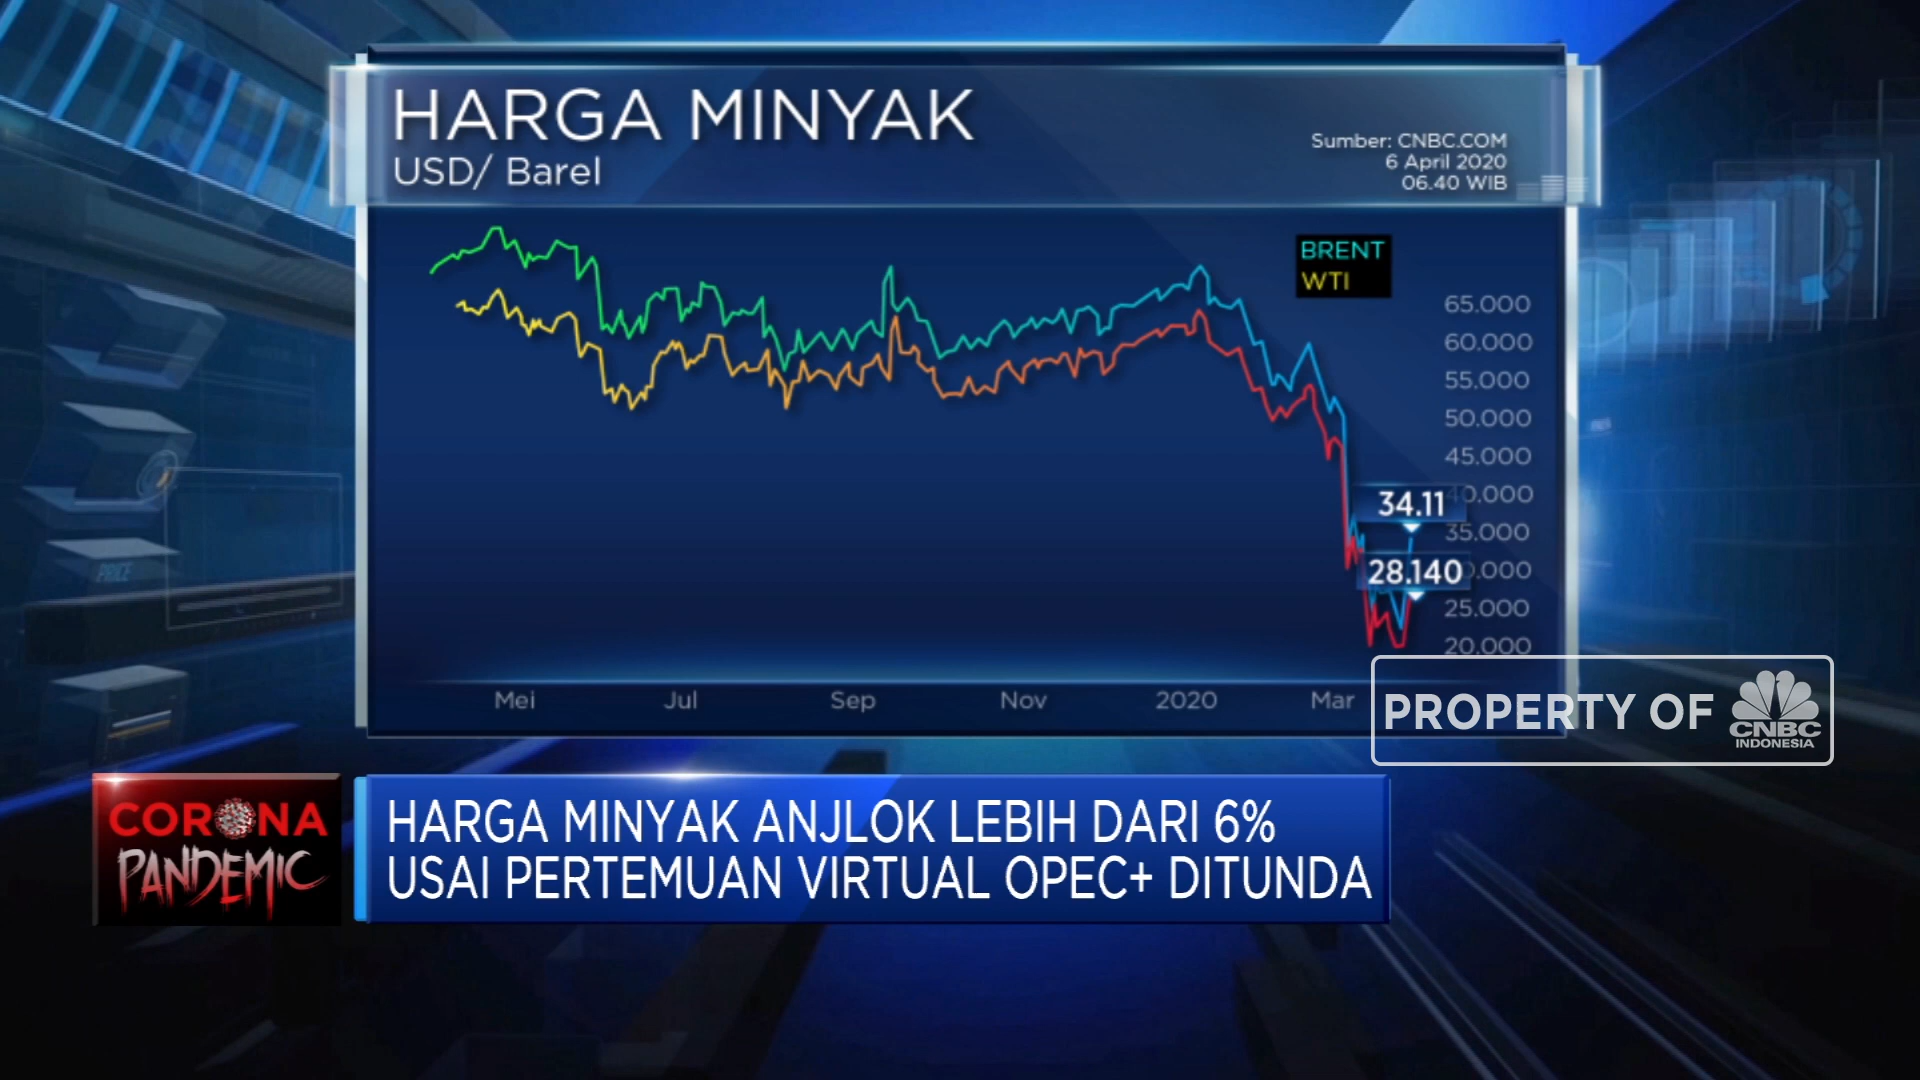 HARGA MINYAK
USD/ Barel
Sumber: CNBC.COM
6 April 2020
06.40 WIB
BRENT
WTI
65.000
60.000
55.000
50.000
45.000
34.11
35.000
28.140
25.000
20.000
Mei Jul Sep Nov 2020 Mar
PROPERTY OF CNBC
INDONESIA
CORONA
PANDEMIC
HARGA MINYAK ANJLOK LEBIH DARI 6%
USAI PERTEMUAN VIRTUAL OPEC+ DITUNDA
PRICE